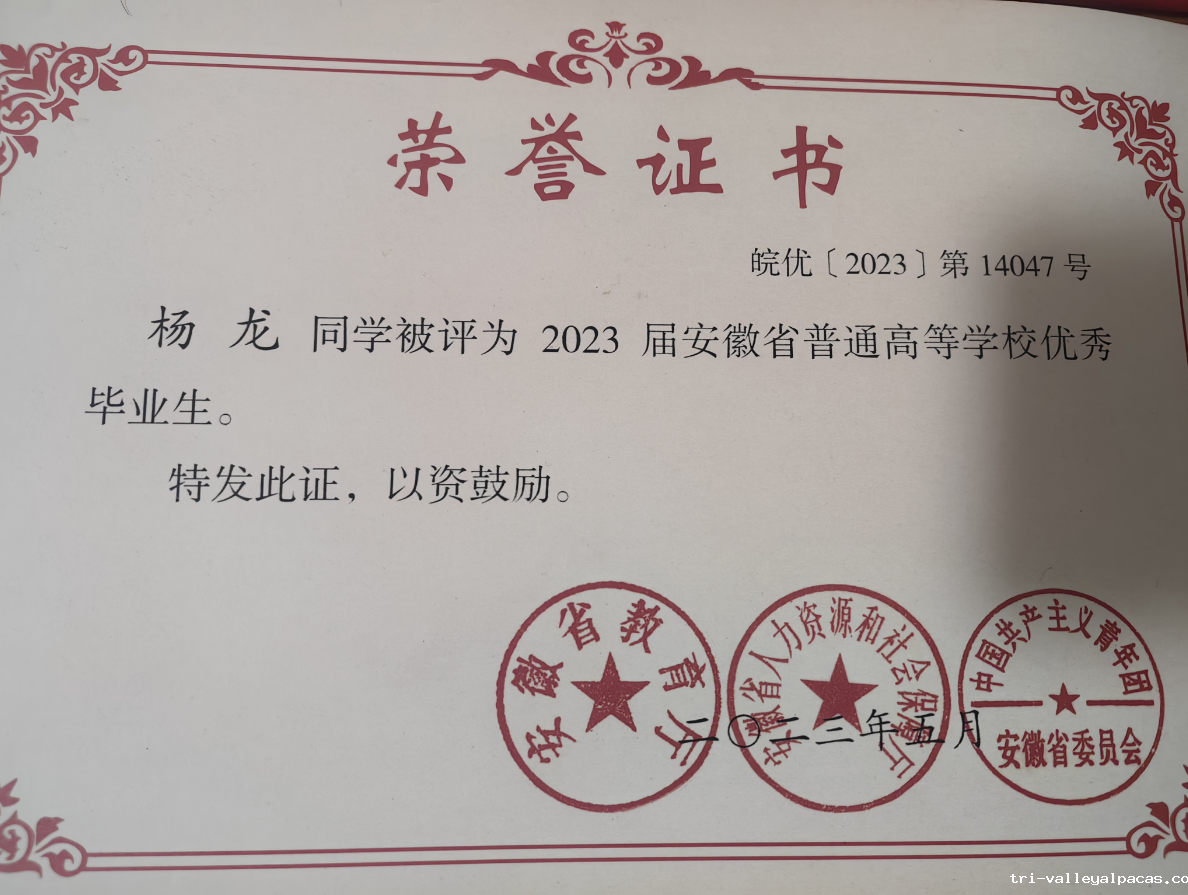 荣誉证书
皖优〔2023〕第 14047 号
杨 龙 同学被评为 2023 届安徽省普通高等学校优秀
毕业生。
特发此证，以资鼓励。
安徽省教育厅
安徽省人力资源和社会保障厅
中国共产主义青年团
安徽省委员会
二〇二三年五月
tri-valleyalpacas.co